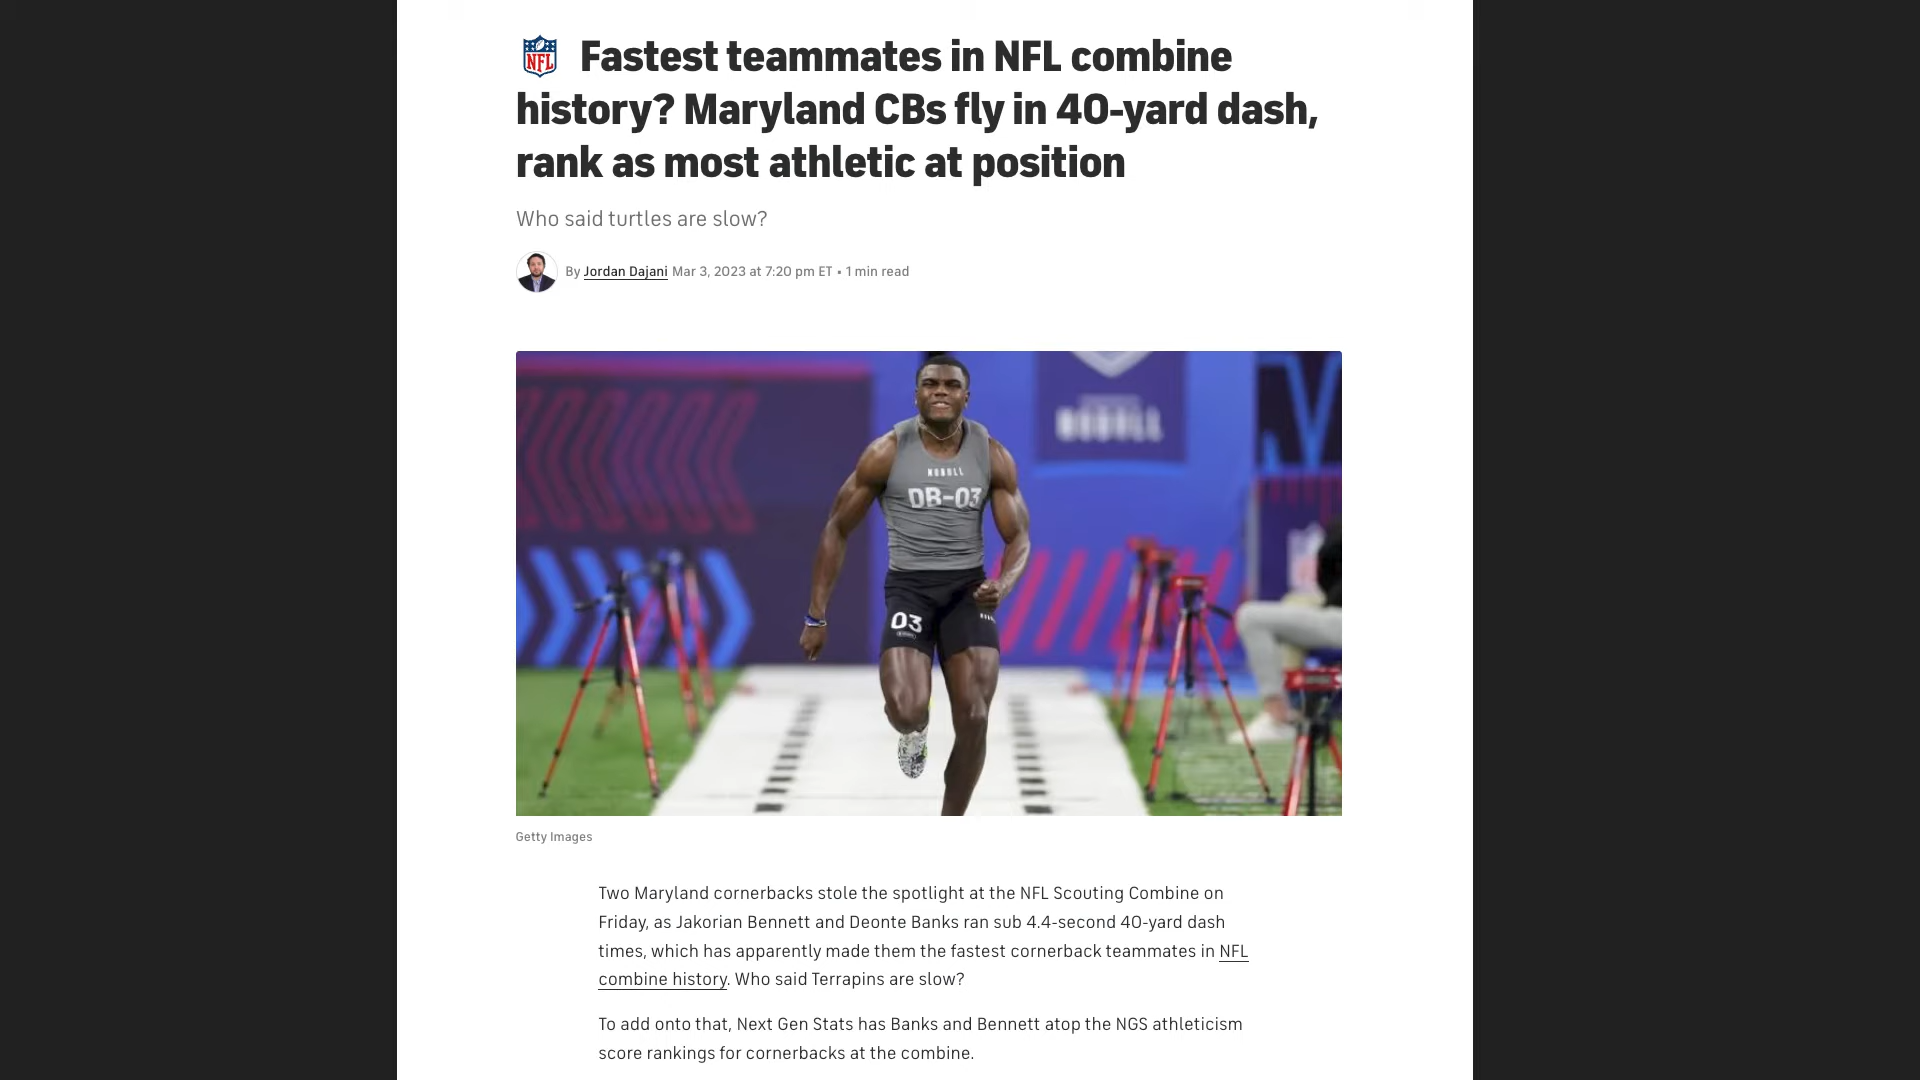 NFL
Fastest teammates in NFL combine
history? Maryland CBs fly in 40-yard dash,
rank as most athletic at position
Who said turtles are slow?
By Jordan Dajani Mar 3, 2023 at 7:20 pm ET • 1 min read
NOBULL
NOBULL
DB-03
03
Getty Images
Two Maryland cornerbacks stole the spotlight at the NFL Scouting Combine on
Friday, as Jakorian Bennett and Deonte Banks ran sub 4.4-second 40-yard dash
times, which has apparently made them the fastest cornerback teammates in NFL
combine history. Who said Terrapins are slow?
To add onto that, Next Gen Stats has Banks and Bennett atop the NGS athleticism
score rankings for cornerbacks at the combine.